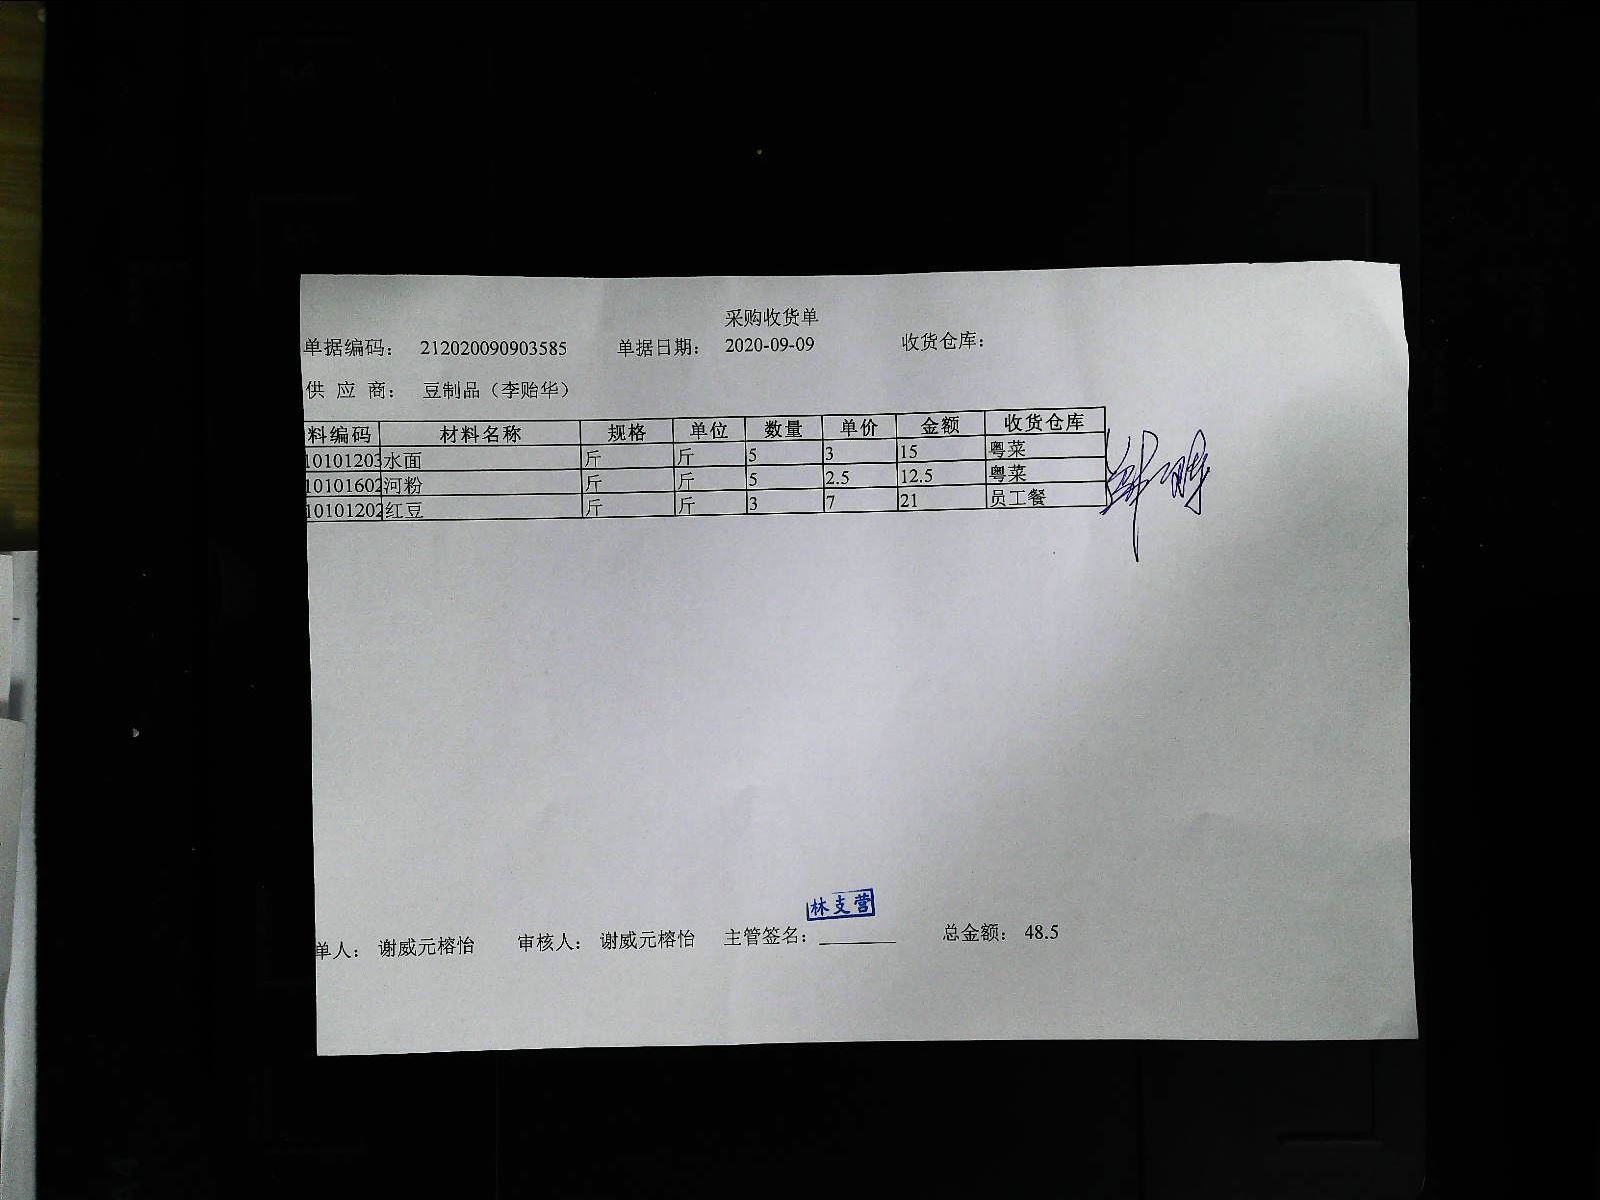 采购收货单
单据编码： 212020090903585 单据日期： 2020-09-09 收货仓库：
供 应 商： 豆制品（李贻华）
料编码 材料名称 规格 单位 数量 单价 金额 收货仓库
10101203 水面 斤 斤 5 3 15 粤菜
10101602 河粉 斤 斤 5 2.5 12.5 粤菜
10101202 红豆 斤 斤 3 7 21 员工餐
林支营
单人： 谢威元榕怡 审核人： 谢威元榕怡 主管签名： 总金额： 48.5